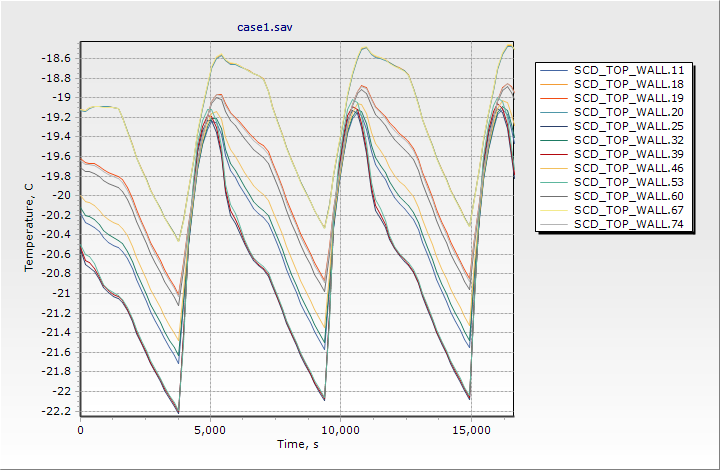 case1.sav
Temperature, C
-18.6
-18.8
-19
-19.2
-19.4
-19.6
-19.8
-20
-20.2
-20.4
-20.6
-20.8
-21
-21.2
-21.4
-21.6
-21.8
-22
-22.2
0 5,000 10,000 15,000
Time, s
SCD_TOP_WALL.11
SCD_TOP_WALL.18
SCD_TOP_WALL.19
SCD_TOP_WALL.20
SCD_TOP_WALL.25
SCD_TOP_WALL.32
SCD_TOP_WALL.39
SCD_TOP_WALL.46
SCD_TOP_WALL.53
SCD_TOP_WALL.60
SCD_TOP_WALL.67
SCD_TOP_WALL.74